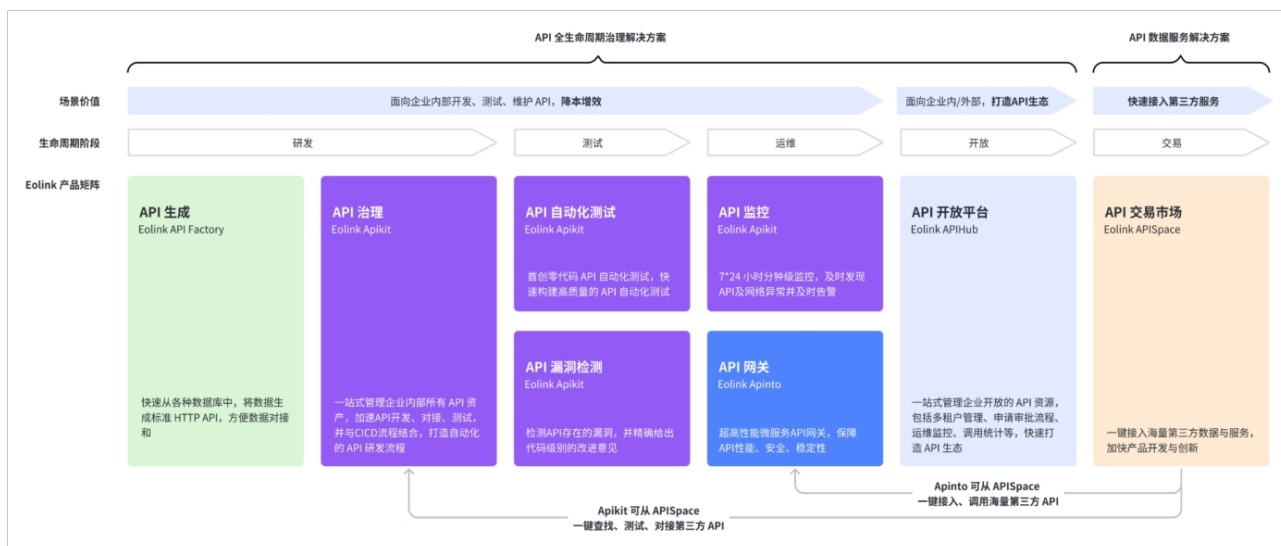 API 全生命周期治理解决方案
API 数据服务解决方案
场景价值
面向企业内部开发、测试、维护 API，降本增效
面向企业内/外部，打造API生态
快速接入第三方服务
生命周期阶段
研发
测试
运维
开放
交易
Eolink 产品矩阵
API 生成
Eolink API Factory
快速从各种数据库中，将数据生
成标准 HTTP API，方便数据对接
和
API 治理
Eolink Apikit
一站式管理企业内部所有 API 资
产，加速API开发、对接、测试，
并与CICD流程结合，打造自动化
的 API 研发流程
API 自动化测试
Eolink Apikit
首创零代码 API 自动化测试，快
速构建高质量的 API 自动化测试
API 漏洞检测
Eolink Apikit
检测API存在的漏洞，并精确给出
代码级别的改进意见
API 监控
Eolink Apikit
7*24 小时分钟级监控，及时发现
API及网络异常并及时告警
API 网关
Eolink Apinto
超高性能微服务API网关，保障
API性能、安全、稳定性
API 开放平台
Eolink APIHub
一站式管理企业开放的 API 资源，
包括多租户管理、申请审批流程、
运维监控、调用统计等，快速打
造 API 生态
API 交易市场
Eolink APISpace
一键接入海量第三方数据与服务，
加快产品开发与创新
Apinto 可从 APISpace
一键接入、调用海量第三方 API
Apikit 可从 APISpace
一键查找、测试、对接第三方 API